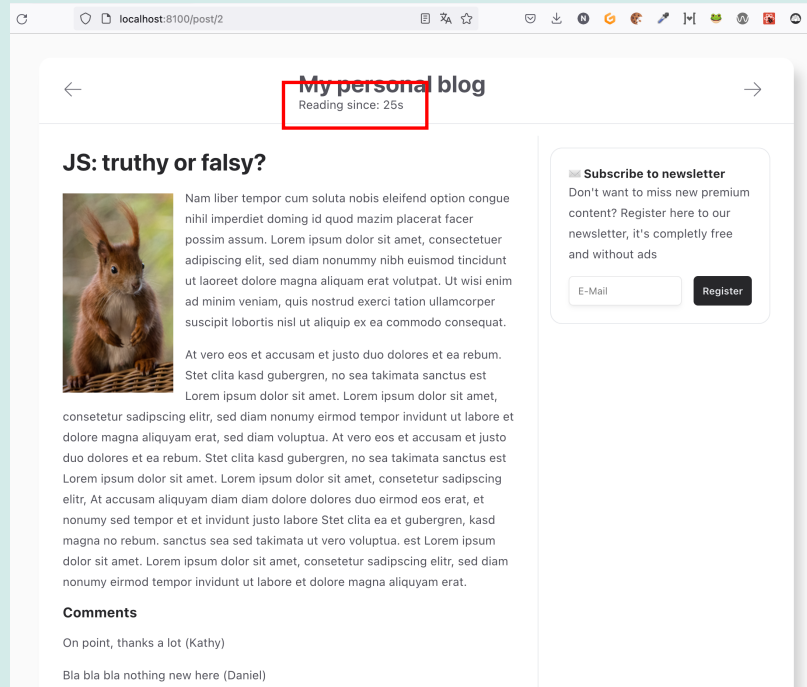 localhost:8100/post/2
My personal blog
Reading since: 25s
JS: truthy or falsy?
Nam liber tempor cum soluta nobis eleifend option congue
nihil imperdiet doming id quod mazim placerat facer
possim assum. Lorem ipsum dolor sit amet, consectetuer
adipiscing elit, sed diam nonummy nibh euismod tincidunt
ut laoreet dolore magna aliquam erat volutpat. Ut wisi enim
ad minim veniam, quis nostrud exerci tation ullamcorper
suscipit lobortis nisl ut aliquip ex ea commodo consequat.
At vero eos et accusam et justo duo dolores et ea rebum.
Stet clita kasd gubergren, no sea takimata sanctus est
Lorem ipsum dolor sit amet. Lorem ipsum dolor sit amet,
consetetur sadipscing elitr, sed diam nonumy eirmod tempor invidunt ut labore et
dolore magna aliquyam erat, sed diam voluptua. At vero eos et accusam et justo
duo dolores et ea rebum. Stet clita kasd gubergren, no sea takimata sanctus est
Lorem ipsum dolor sit amet. Lorem ipsum dolor sit amet, consetetur sadipscing
elitr, At accusam aliquyam diam diam dolore dolores duo eirmod eos erat, et
nonumy sed tempor et et invidunt justo labore Stet clita ea et gubergren, kasd
magna no rebum. sanctus sea sed takimata ut vero voluptua. est Lorem ipsum
dolor sit amet. Lorem ipsum dolor sit amet, consetetur sadipscing elitr, sed diam
nonumy eirmod tempor invidunt ut labore et dolore magna aliquyam erat.
Comments
On point, thanks a lot (Kathy)
Bla bla bla nothing new here (Daniel)
Subscribe to newsletter
Don't want to miss new premium
content? Register here to our
newsletter, it's completly free
and without ads
E-Mail
Register